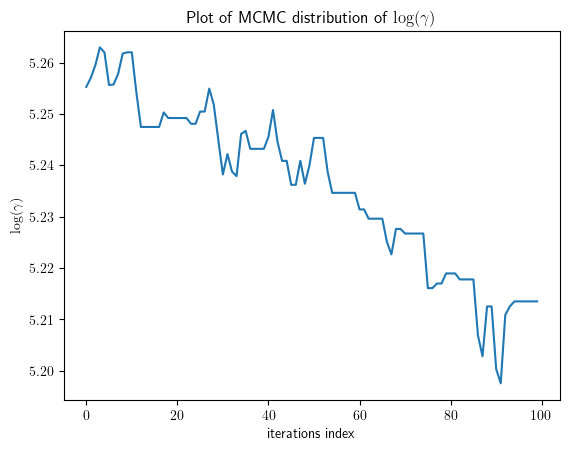 Plot of MCMC distribution of log(γ)
5.26
5.25
5.24
5.23
5.22
5.21
5.20
log(γ)
0 20 40 60 80 100
iterations index